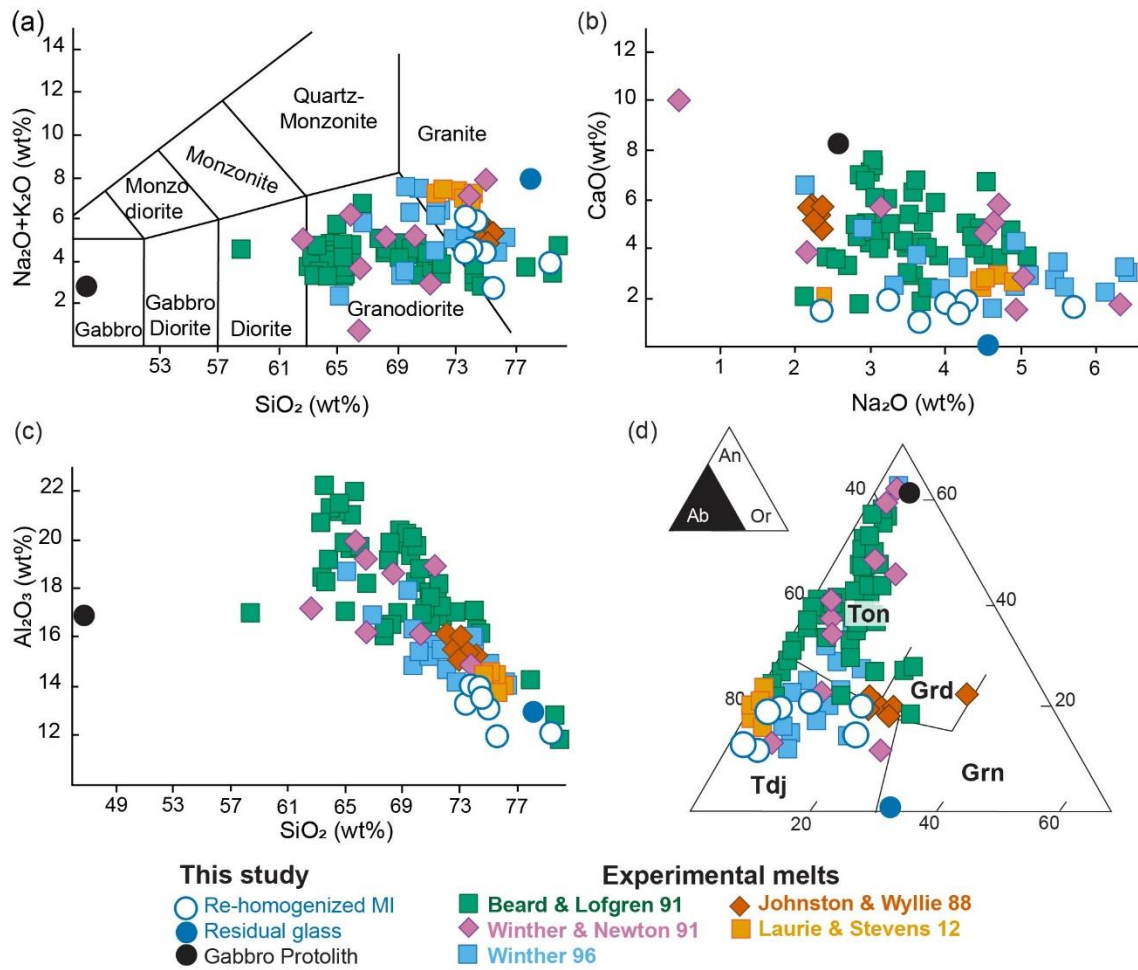 (a)
14
12
10
8
6
4
2
Na₂O+K₂O (wt%)
Quartz-
Monzonite
Granite
Monzonite
Monzo
diorite
Gabbro
Gabbro
Diorite
Diorite
Granodiorite
53 57 61 65 69 73 77
SiO₂ (wt%)
(b)
12
10
8
6
4
2
CaO(wt%)
1 2 3 4 5 6
Na₂O (wt%)
(c)
22
20
18
16
14
12
Al₂O₃ (wt%)
49 53 57 61 65 69 73 77
SiO₂ (wt%)
(d)
An
Ab
Or
40
60
60
40
Ton
80
20
Grd
Tdj
Grn
20
40
60
This study
Re-homogenized MI
Residual glass
Gabbro Protolith
Experimental melts
Beard & Lofgren 91
Winther & Newton 91
Winther 96
Johnston & Wyllie 88
Laurie & Stevens 12